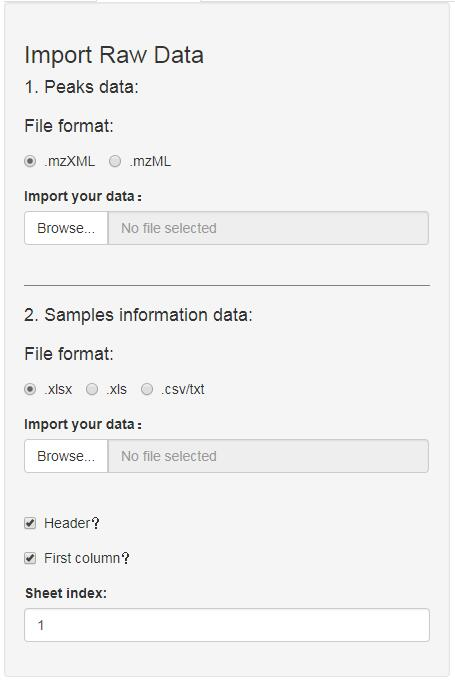 Import Raw Data
1. Peaks data:
File format:
.mzXML .mzML
Import your data：
Browse... No file selected
2. Samples information data:
File format:
.xlsx .xls .csv/txt
Import your data：
Browse... No file selected
Header？
First column？
Sheet index:
1